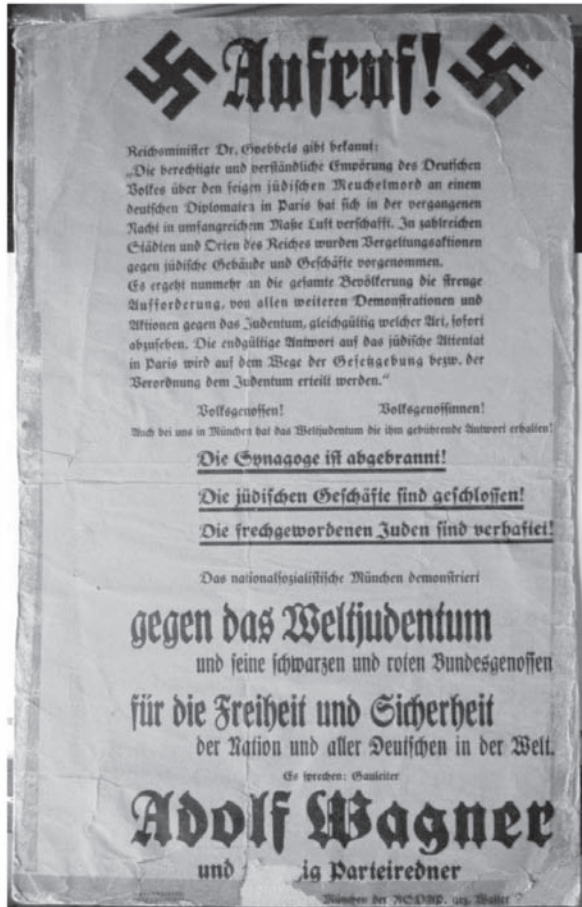 Aufruf!
Reichsminister Dr. Goebbels gibt bekannt:
„Die berechtigte und verständliche Empörung des Deutschen
Volkes über den feigen jüdischen Meuchelmord an einem
deutschen Diplomaten in Paris hat sich in der vergangenen
Nacht in umfangreichem Maße Luft verschafft. In zahlreichen
Städten und Orten des Reiches wurden Vergeltungsaktionen
gegen jüdische Gebäude und Geschäfte vorgenommen.
Es ergeht nunmehr an die gesamte Bevölkerung die strenge
Aufforderung, von allen weiteren Demonstrationen und
Aktionen gegen das Judentum, gleichgültig welcher Art, sofort
abzusehen. Die endgültige Antwort auf das jüdische Attentat
in Paris wird auf dem Wege der Gesetzgebung bezw. der
Verordnung dem Judentum erteilt werden.“
Volksgenossen! Volksgenossinnen!
Auch bei uns in München hat das Weltjudentum die ihm gebührende Antwort erhalten!
Die Synagoge ist abgebrannt!
Die jüdischen Geschäfte sind geschlossen!
Die frechgewordenen Juden sind verhaftet!
Das nationalsozialistische München demonstriert
gegen das Weltjudentum
und seine schwarzen und roten Bundesgenossen
für die Freiheit und Sicherheit
der Nation und aller Deutschen in der Welt.
Es sprechen: Gauleiter
Adolf Wagner
und ig Parteiredner
München der NSDAP. gez.